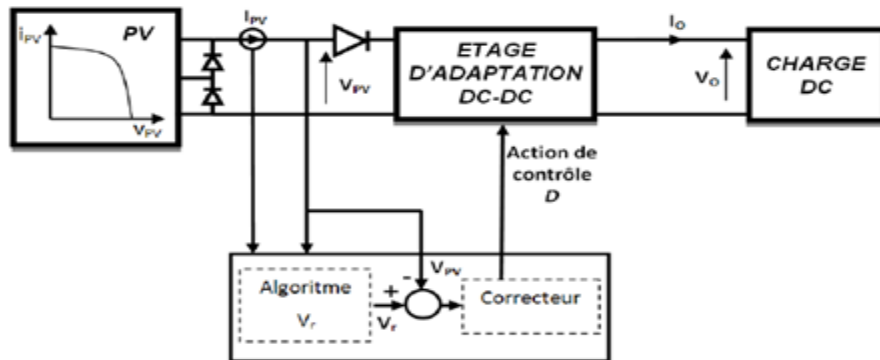 PV
iPV
VPV
IPV
VPV
ETAGE
D'ADAPTATION
DC-DC
IO
VO
CHARGE
DC
Action de
contrôle
D
Algoritme
Vr
+
Vr
-
VPV
Correcteur